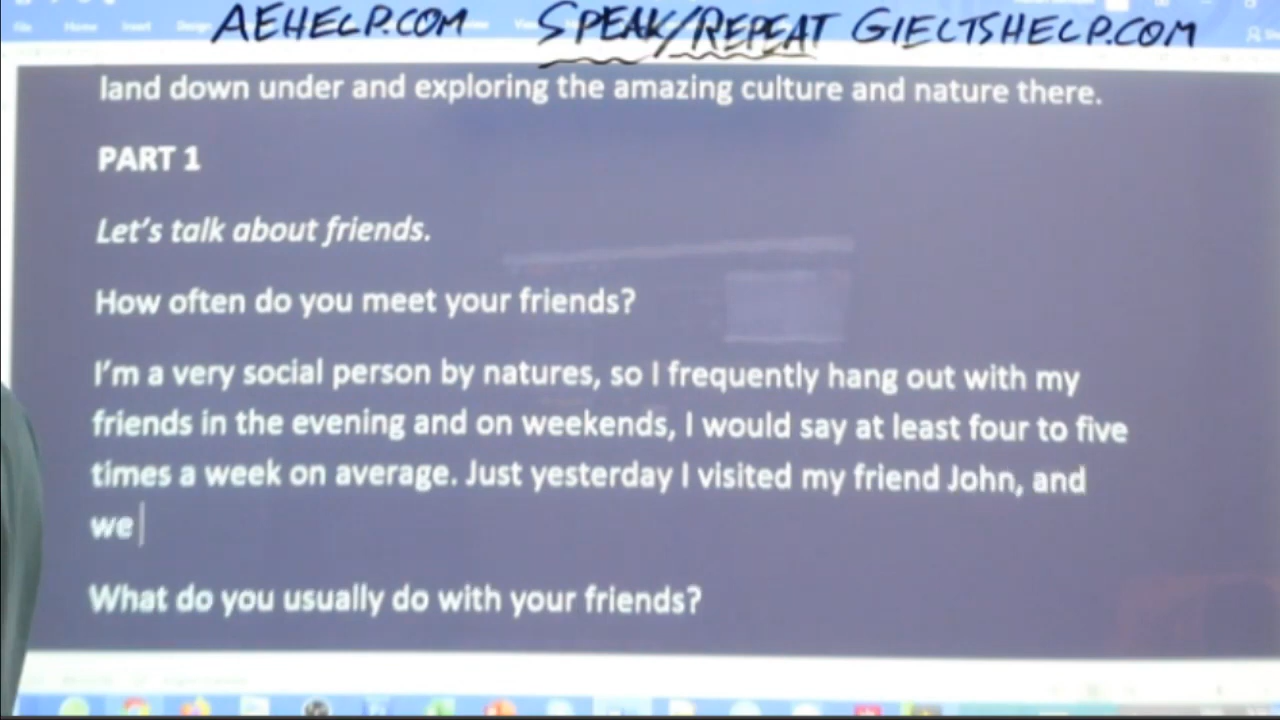 AEHELP.COM SPEAK/REPEAT GIELTSHELP.COM
land down under and exploring the amazing culture and nature there.
PART 1
Let's talk about friends.
How often do you meet your friends?
I'm a very social person by natures, so I frequently hang out with my
friends in the evening and on weekends, I would say at least four to five
times a week on average. Just yesterday I visited my friend John, and
we
What do you usually do with your friends?